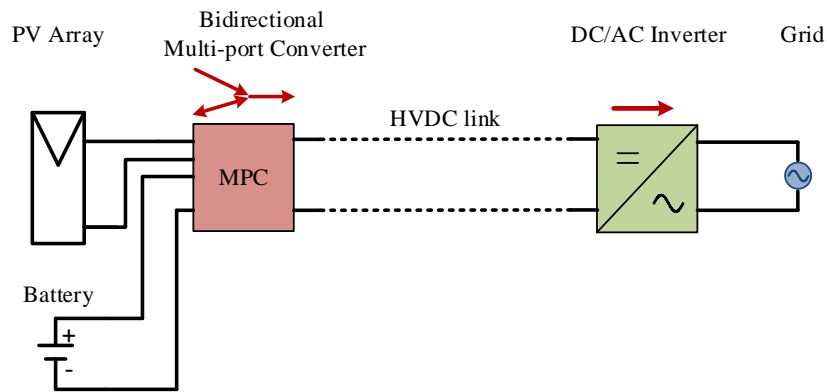 PV Array
Bidirectional
Multi-port Converter
DC/AC Inverter
Grid
HVDC link
MPC
=
Battery
+
-